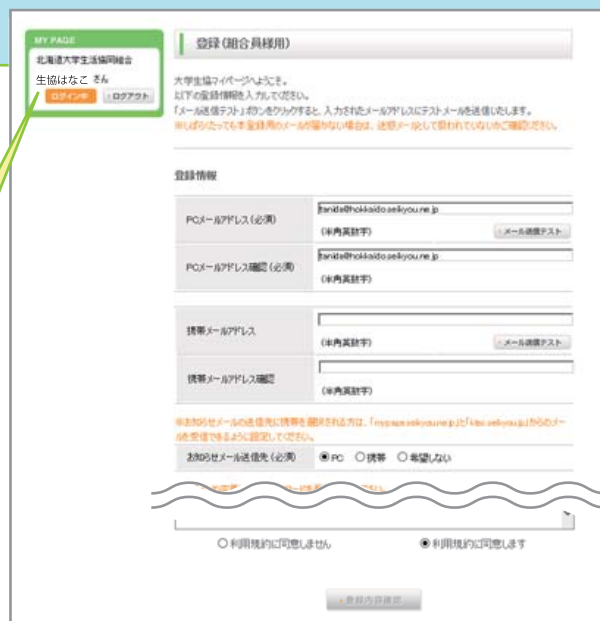 MY PAGE
北海道大学生活協同組合
生協はなこ さん
ログイン中
ログアウト
登録（組合員様用）
大学生協マイページへようこそ。
以下の登録情報を入力してください。
「メール送信テスト」ボタンをクリックすると、入力されたメールアドレスにテストメールを送信いたします。
※しばらくたっても本登録用のメールが届かない場合は、迷惑メールとして扱われていないかご確認ください。
登録情報
PCメールアドレス（必須）
tanida@hokkaido.seikyou.ne.jp
（半角英数字）
メール送信テスト
PCメールアドレス確認（必須）
tanida@hokkaido.seikyou.ne.jp
（半角英数字）
携帯メールアドレス
（半角英数字）
メール送信テスト
携帯メールアドレス確認
（半角英数字）
※お知らせメールの送信先に携帯を選択される方は、「mypage.seikyou.ne.jp」と「 」からのメー
ルを受信できるように設定してください。
お知らせメール送信先（必須）
PC 携帯 希望しない
利用規約に同意しません 利用規約に同意します
登録内容確認